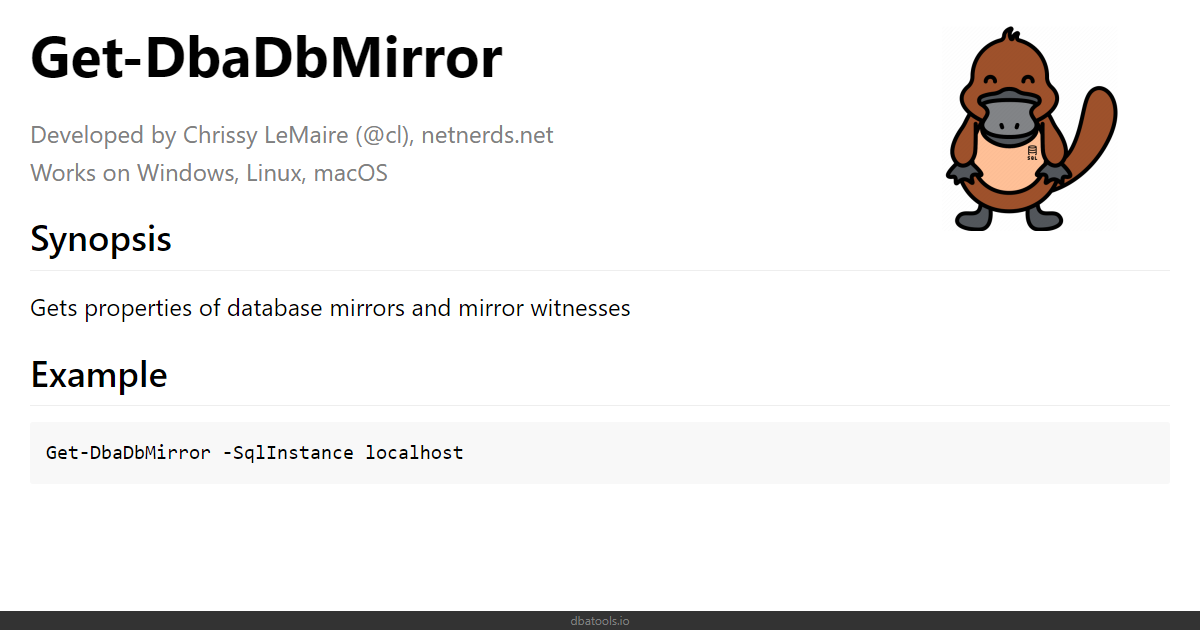 Get-DbaDbMirror
Developed by Chrissy LeMaire (@cl), netnerds.net
Works on Windows, Linux, macOS
SQL
Synopsis
Gets properties of database mirrors and mirror witnesses
Example
Get-DbaDbMirror -SqlInstance localhost
dbatools.io